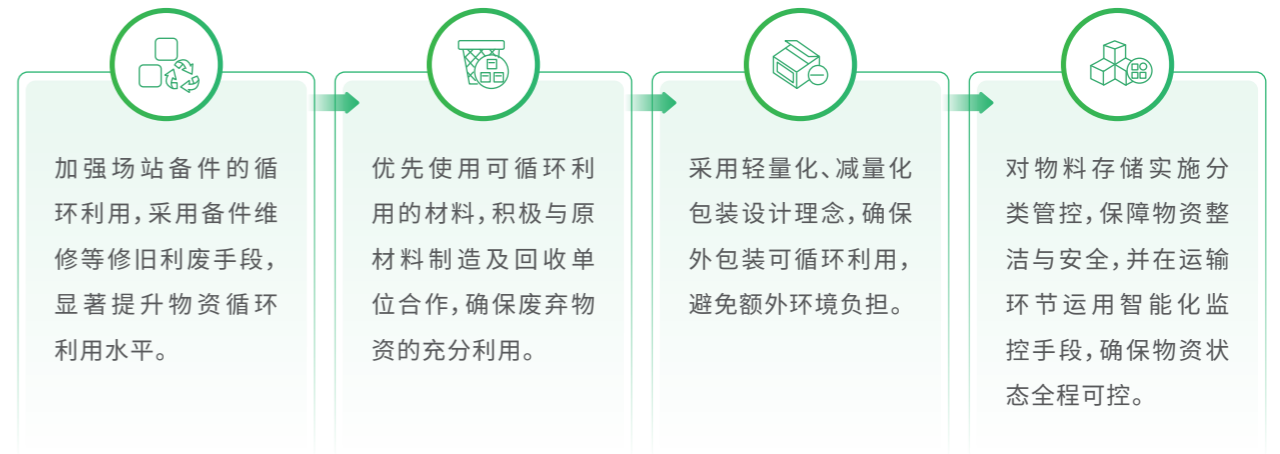 加强场站备件的循
环利用，采用备件维
修等修旧利废手段，
显著提升物资循环
利用水平。
优先使用可循环利
用的材料，积极与原
材料制造及回收单
位合作，确保废弃物
资的充分利用。
采用轻量化、减量化
包装设计理念，确保
外包装可循环利用，
避免额外环境负担。
对物料存储实施分
类管控，保障物资整
洁与安全，并在运输
环节运用智能化监
控手段，确保物资状
态全程可控。